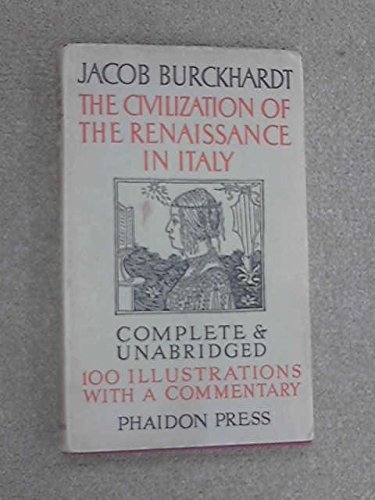 JACOB BURCKHARDT
THE CIVILIZATION OF
THE RENAISSANCE
IN ITALY
COMPLETE &
UNABRIDGED
100 ILLUSTRATIONS
WITH A COMMENTARY
PHAIDON PRESS